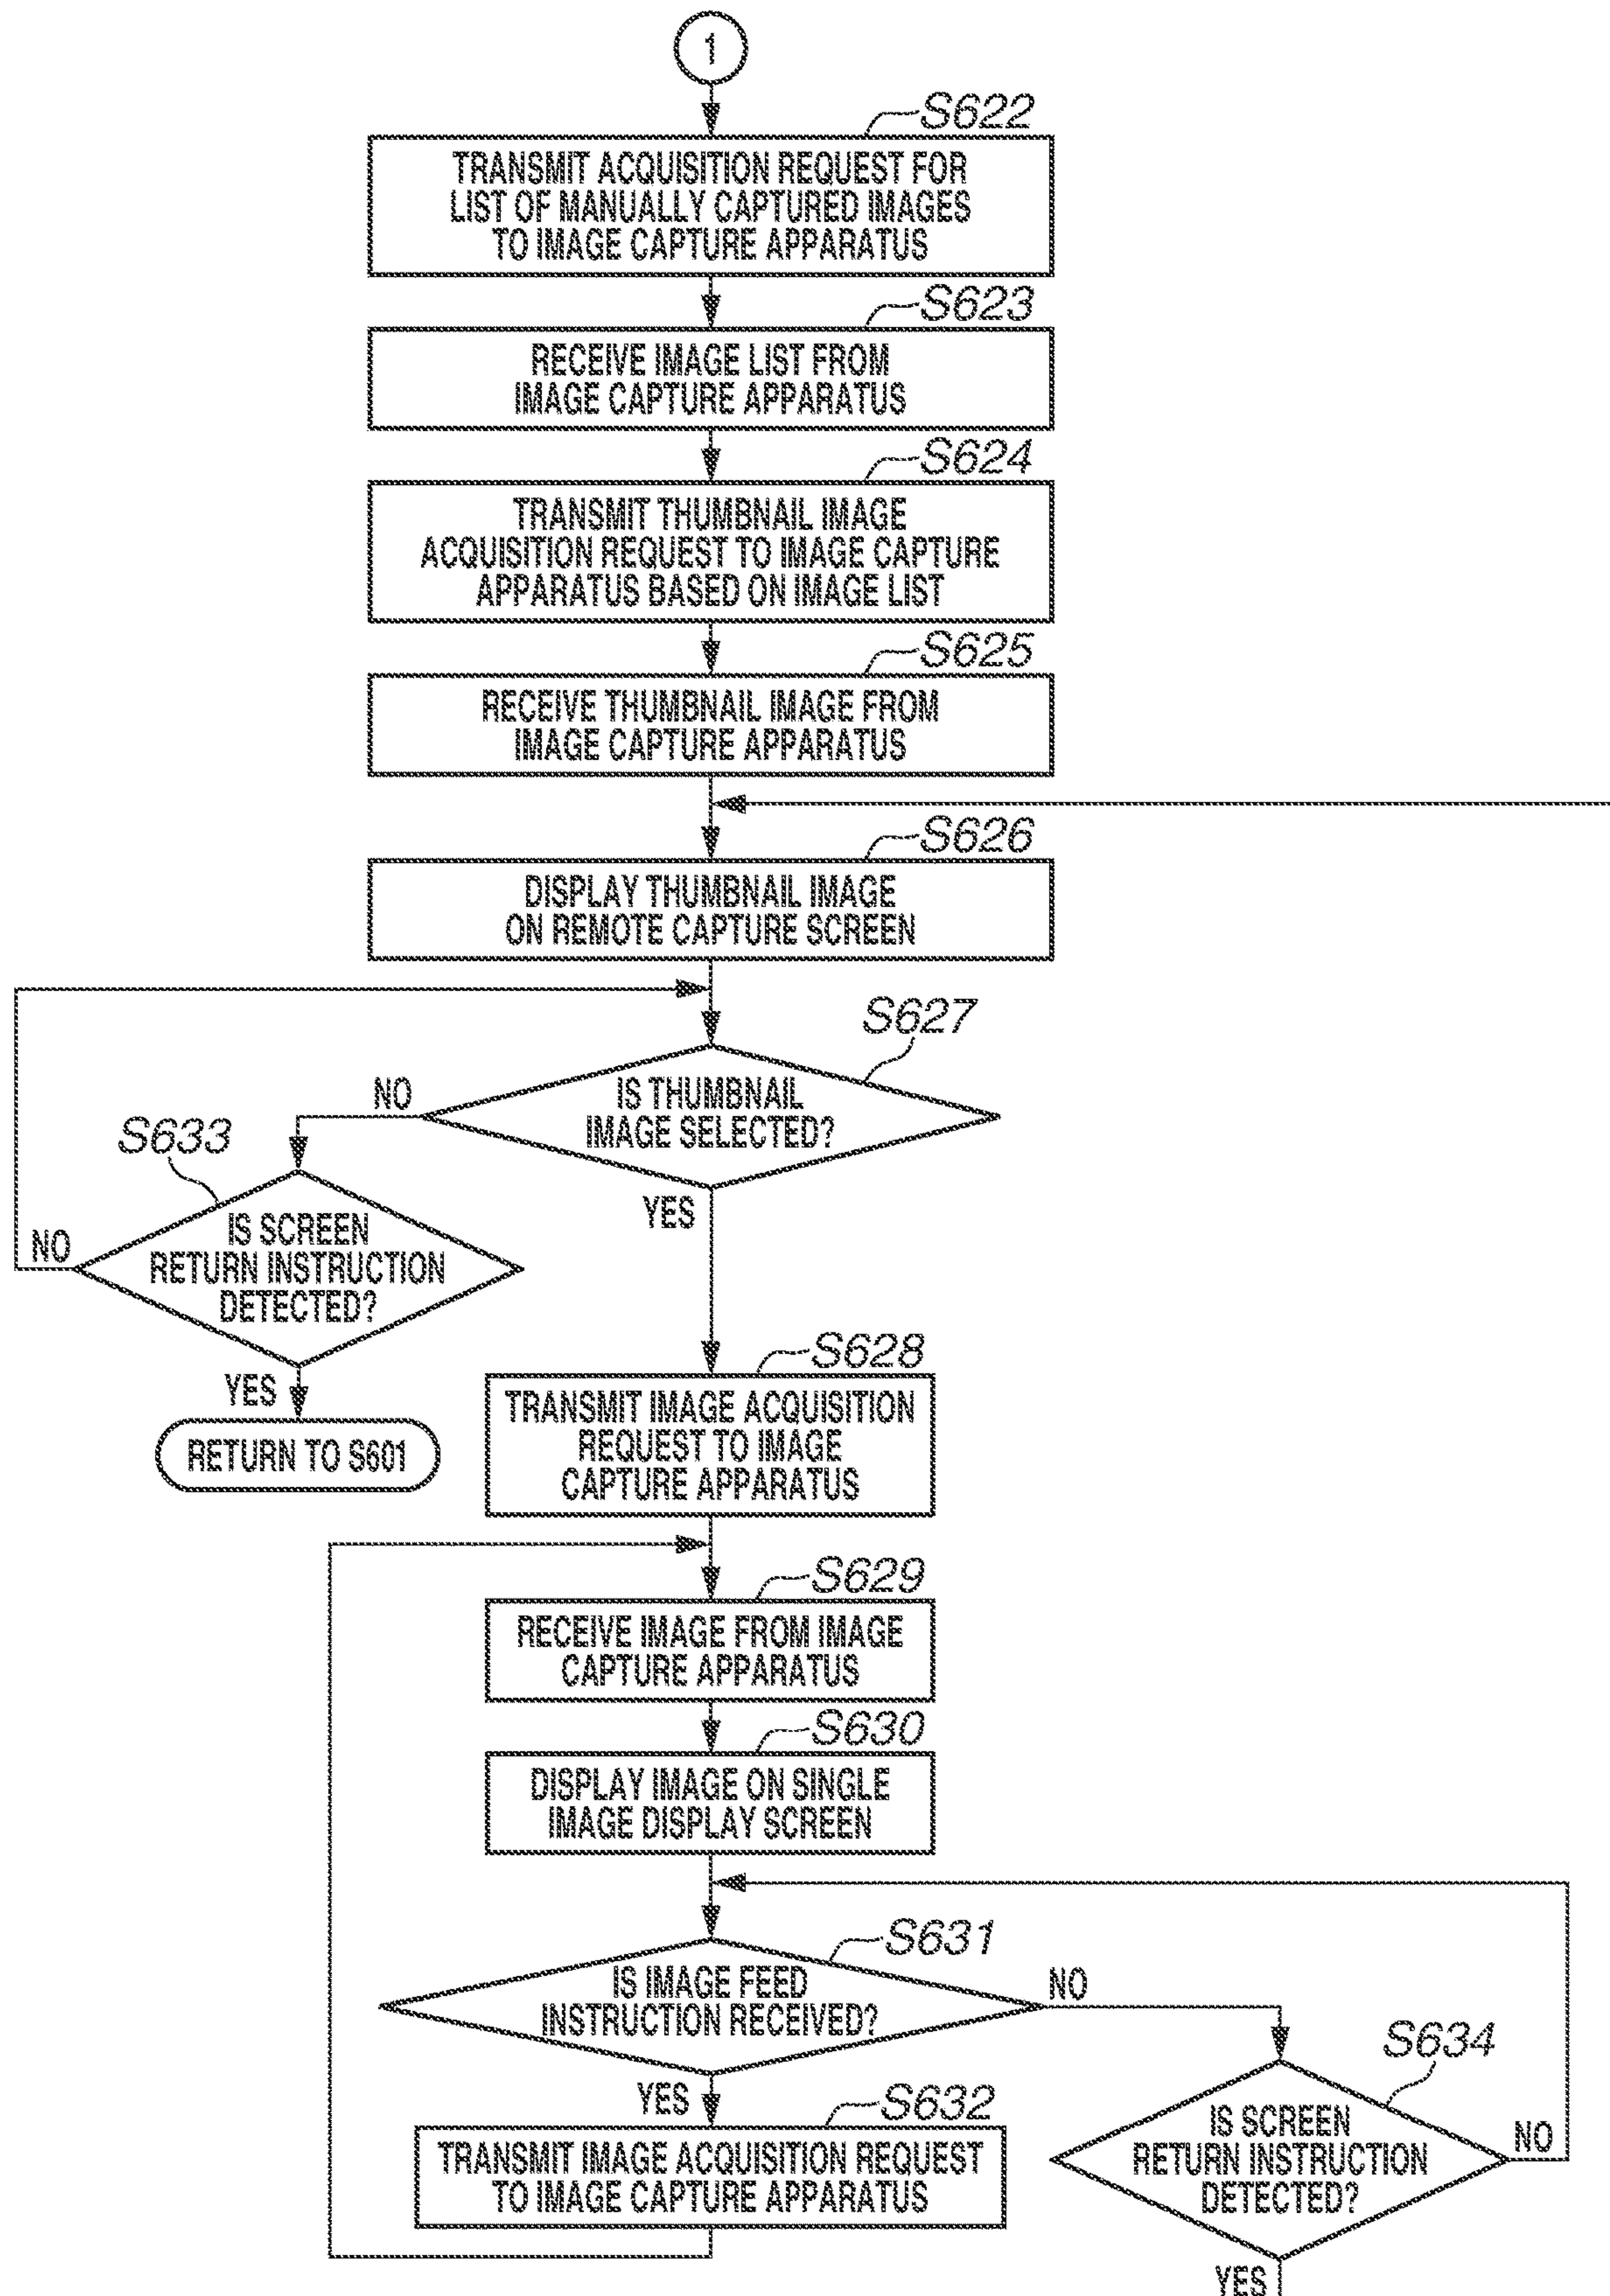 1
S622
TRANSMIT ACQUISITION REQUEST FOR
LIST OF MANUALLY CAPTURED IMAGES
TO IMAGE CAPTURE APPARATUS
S623
RECEIVE IMAGE LIST FROM
IMAGE CAPTURE APPARATUS
S624
TRANSMIT THUMBNAIL IMAGE
ACQUISITION REQUEST TO IMAGE CAPTURE
APPARATUS BASED ON IMAGE LIST
S625
RECEIVE THUMBNAIL IMAGE FROM
IMAGE CAPTURE APPARATUS
S626
DISPLAY THUMBNAIL IMAGE
ON REMOTE CAPTURE SCREEN
S627
IS THUMBNAIL
IMAGE SELECTED?
NO
YES
S633
IS SCREEN
RETURN INSTRUCTION
DETECTED?
NO
YES
RETURN TO S601
S628
TRANSMIT IMAGE ACQUISITION
REQUEST TO IMAGE
CAPTURE APPARATUS
S629
RECEIVE IMAGE FROM IMAGE
CAPTURE APPARATUS
S630
DISPLAY IMAGE ON SINGLE
IMAGE DISPLAY SCREEN
S631
IS IMAGE FEED
INSTRUCTION RECEIVED?
NO
YES
S632
TRANSMIT IMAGE ACQUISITION REQUEST
TO IMAGE CAPTURE APPARATUS
S634
IS SCREEN
RETURN INSTRUCTION
DETECTED?
NO
YES